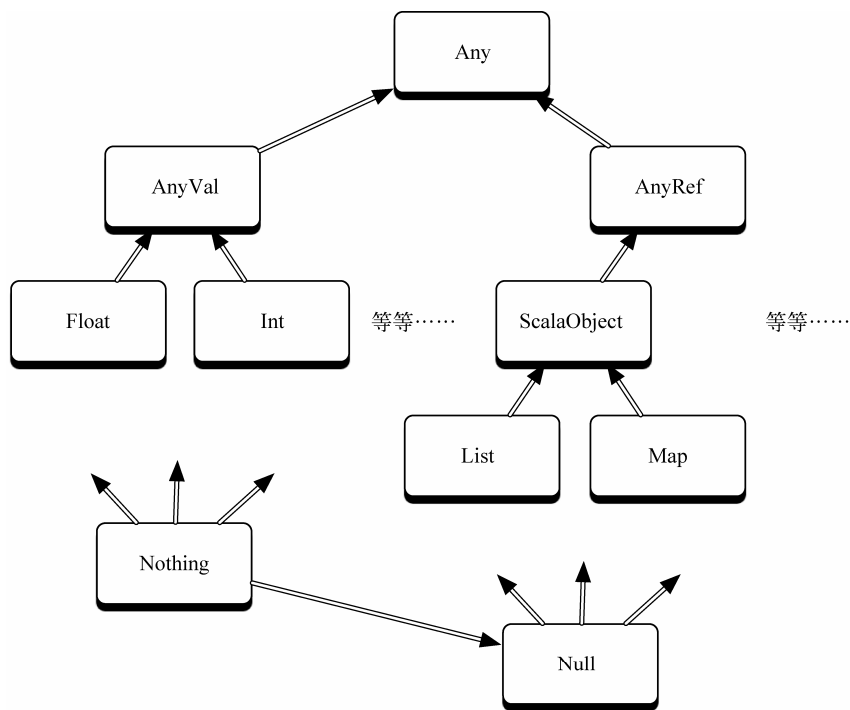 Any
AnyVal
AnyRef
Float
Int
等等……
ScalaObject
等等……
List
Map
Nothing
Null